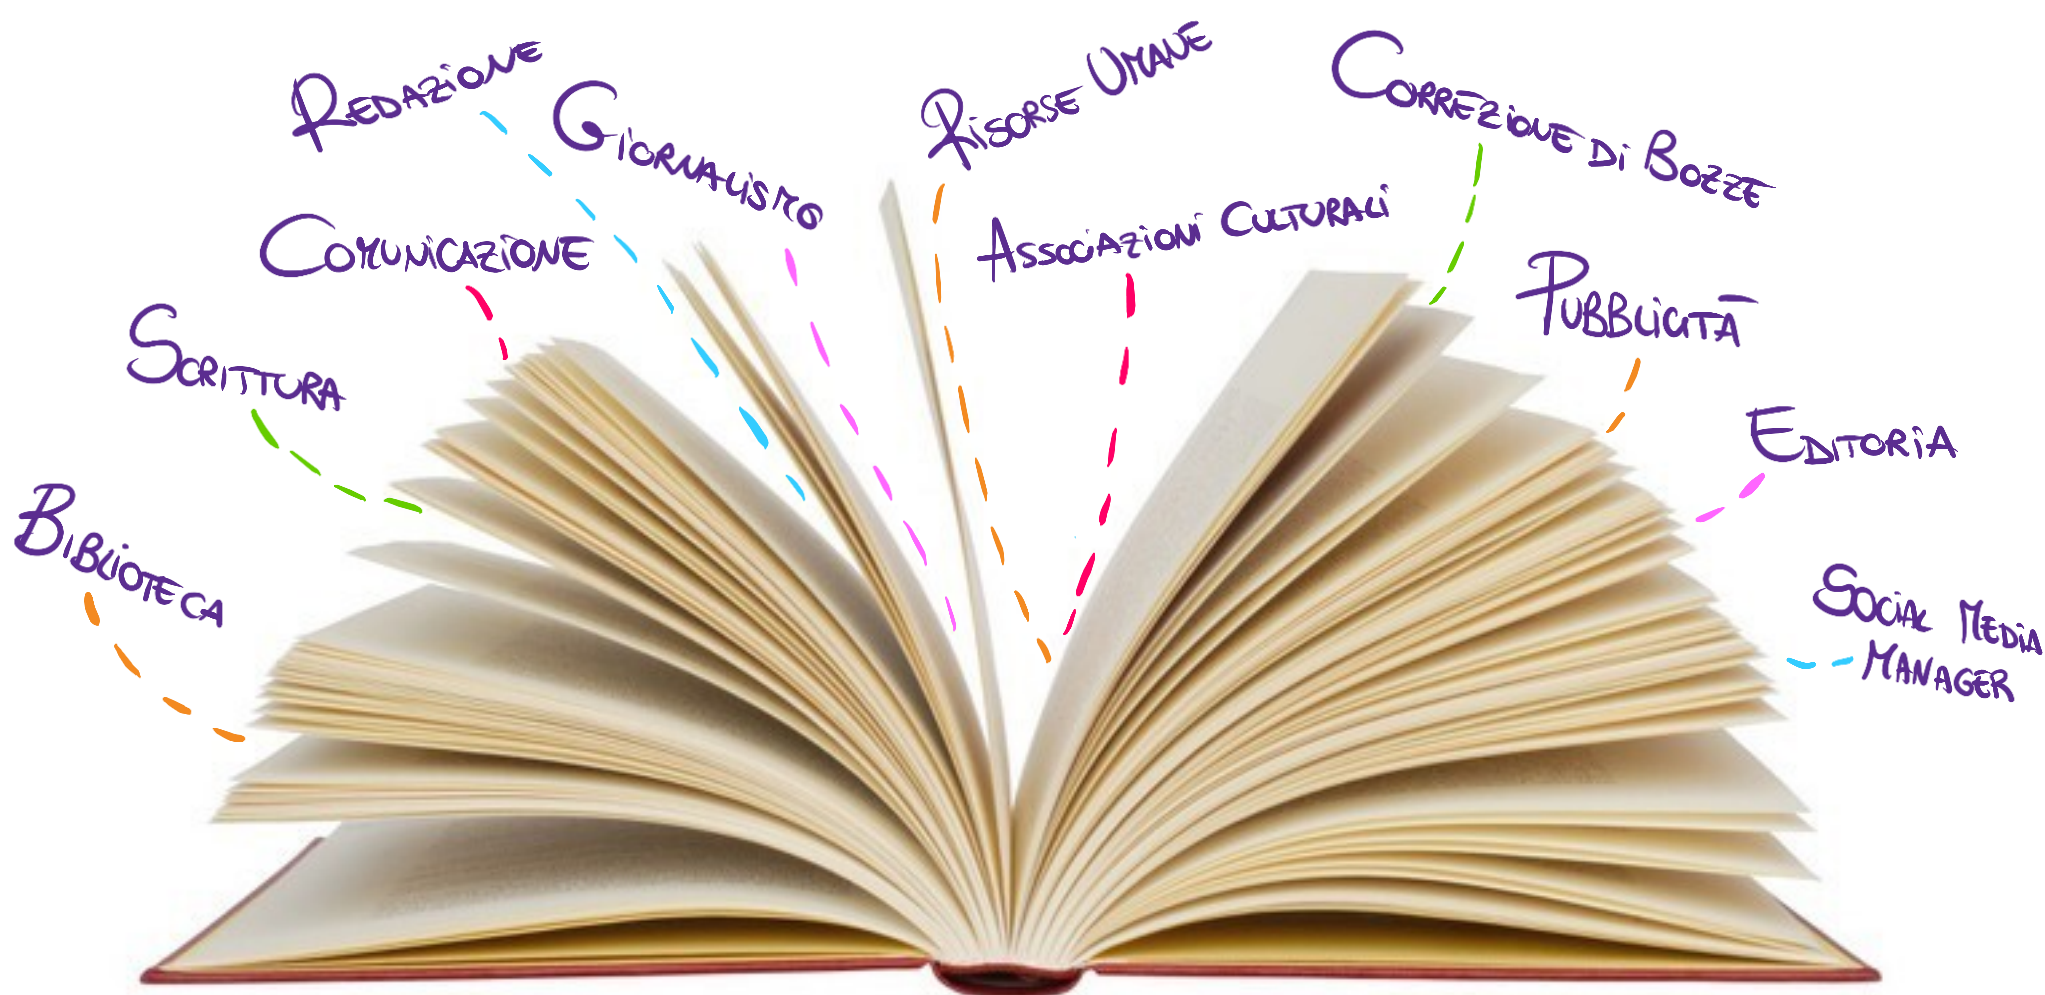 Redazione
Giornalismo
Risorse Umane
Correzione di Bozze
Comunicazione
Associazioni Culturali
Pubblicità
Scrittura
Editoria
Biblioteca
Social Media
Manager